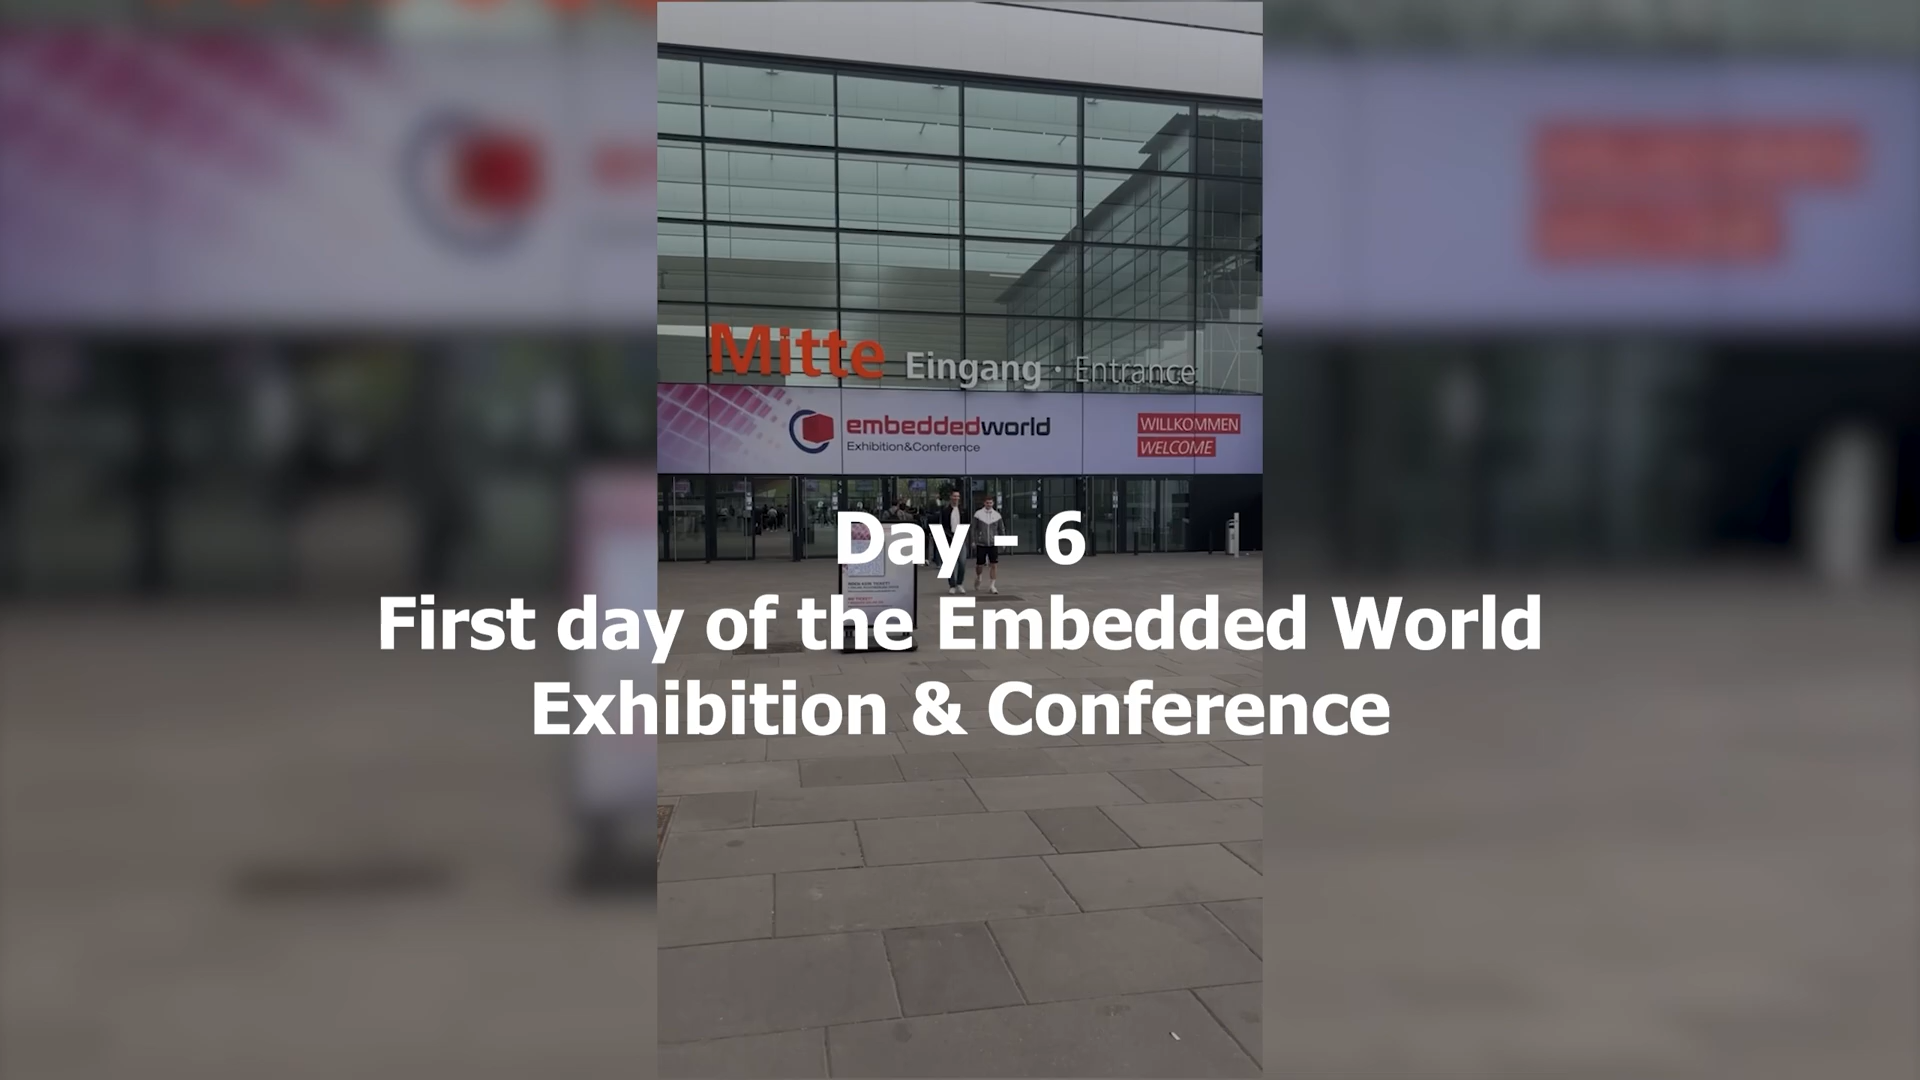 Mitte Eingang · Entrance
embeddedworld
Exhibition&Conference
WILLKOMMEN
WELCOME
Day - 6
First day of the Embedded World
Exhibition & Conference